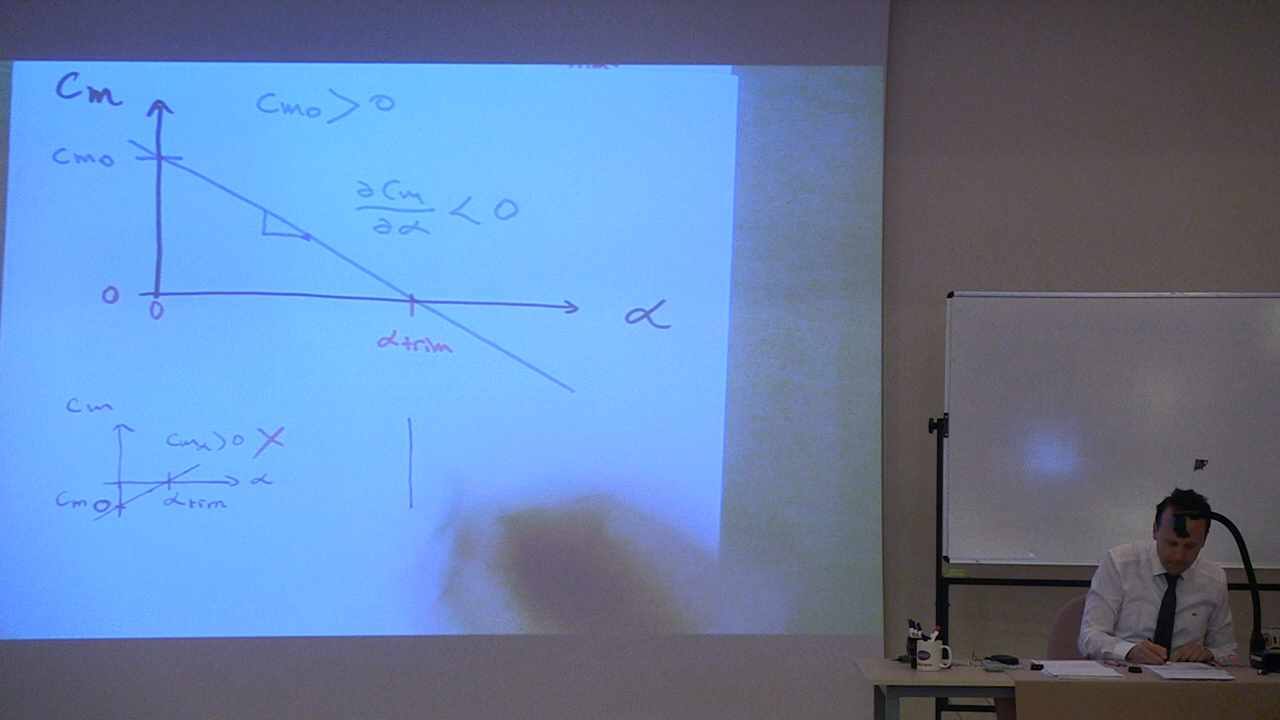 Cm
Cmo > 0
Cmo
∂Cm/∂α < 0
0
0
α
αtrim
Cm
Cmα>0 X
α
Cmo
αtrim